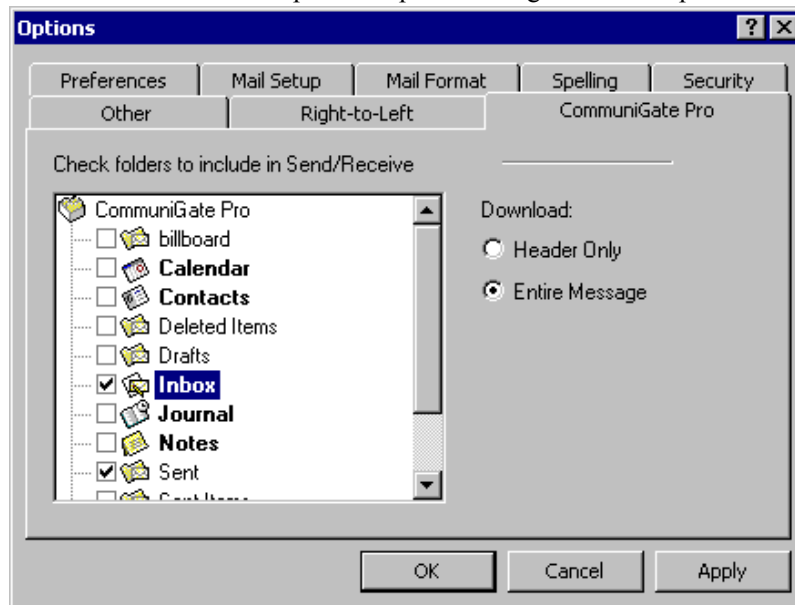 Options
Preferences Mail Setup Mail Format Spelling Security
Other Right-to-Left CommuniGate Pro
Check folders to include in Send/Receive
CommuniGate Pro
billboard
Calendar
Contacts
Deleted Items
Drafts
Inbox
Journal
Notes
Sent
Download:
Header Only
Entire Message
OK Cancel Apply